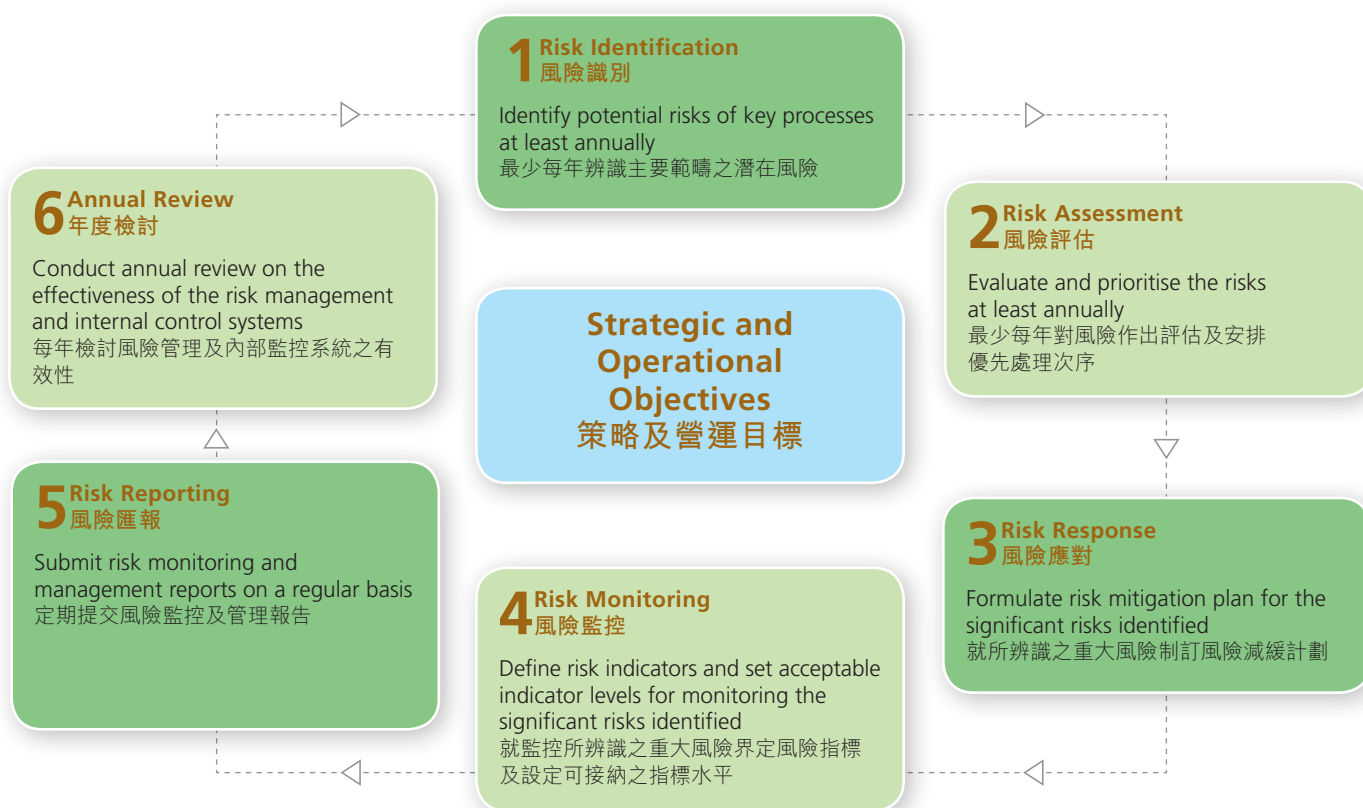 1 Risk Identification
風險識別
Identify potential risks of key processes
at least annually
最少每年辨識主要範疇之潛在風險
2 Risk Assessment
風險評估
Evaluate and prioritise the risks
at least annually
最少每年對風險作出評估及安排
優先處理次序
3 Risk Response
風險應對
Formulate risk mitigation plan for the
significant risks identified
就所辨識之重大風險制訂風險減緩計劃
4 Risk Monitoring
風險監控
Define risk indicators and set acceptable
indicator levels for monitoring the
significant risks identified
就監控所辨識之重大風險界定風險指標
及設定可接納之指標水平
5 Risk Reporting
風險匯報
Submit risk monitoring and
management reports on a regular basis
定期提交風險監控及管理報告
6 Annual Review
年度檢討
Conduct annual review on the
effectiveness of the risk management
and internal control systems
每年檢討風險管理及內部監控系統之有
效性
Strategic and
Operational
Objectives
策略及營運目標